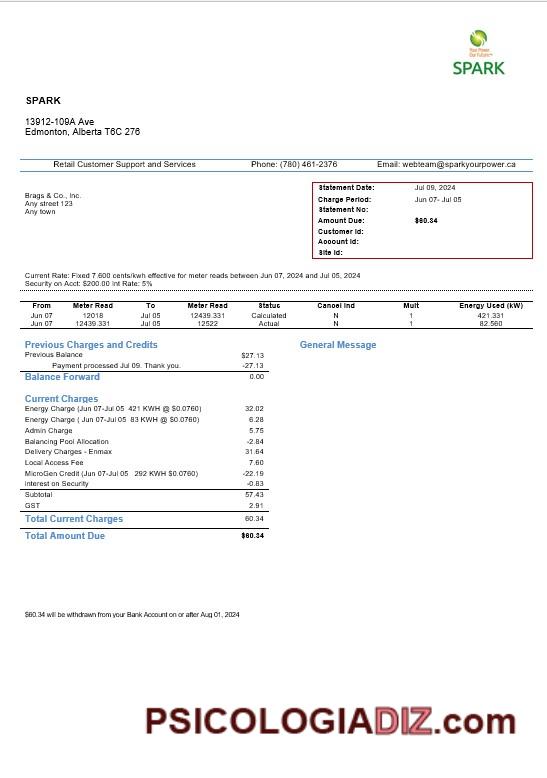 Your Power
Our Future™
SPARK
SPARK
13912-109A Ave
Edmonton, Alberta T6C 276
Retail Customer Support and Services Phone: (780) 461-2376 Email: webteam@sparkyourpower.ca
Brags & Co., Inc.
Any street 123
Any town
Statement Date: Jul 09, 2024
Charge Period: Jun 07- Jul 05
Statement No:
Amount Due: $60.34
Customer Id:
Account Id:
Site Id:
Current Rate: Fixed 7.600 cents/kwh effective for meter reads between Jun 07, 2024 and Jul 05, 2024
Security on Acct: $200.00 Int Rate: 5%
From Meter Read To Meter Read Status Cancel Ind Mult Energy Used (kW)
Jun 07 12018 Jul 05 12439.331 Calculated N 1 421.331
Jun 07 12439.331 Jul 05 12522 Actual N 1 82.560
Previous Charges and Credits
Previous Balance $27.13
Payment processed Jul 09. Thank you. -27.13
Balance Forward 0.00
General Message
Current Charges
Energy Charge (Jun 07-Jul 05 421 KWH @ $0.0760) 32.02
Energy Charge ( Jun 07-Jul 05 83 KWH @ $0.0760) 6.28
Admin Charge 5.75
Balancing Pool Allocation -2.84
Delivery Charges - Enmax 31.64
Local Access Fee 7.60
MicroGen Credit (Jun 07-Jul 05 292 KWH $0.0760) -22.19
Interest on Security -0.83
Subtotal 57.43
GST 2.91
Total Current Charges 60.34
Total Amount Due $60.34
$60.34 will be withdrawn from your Bank Account on or after Aug 01, 2024
PSICOLOGIADIZ.com